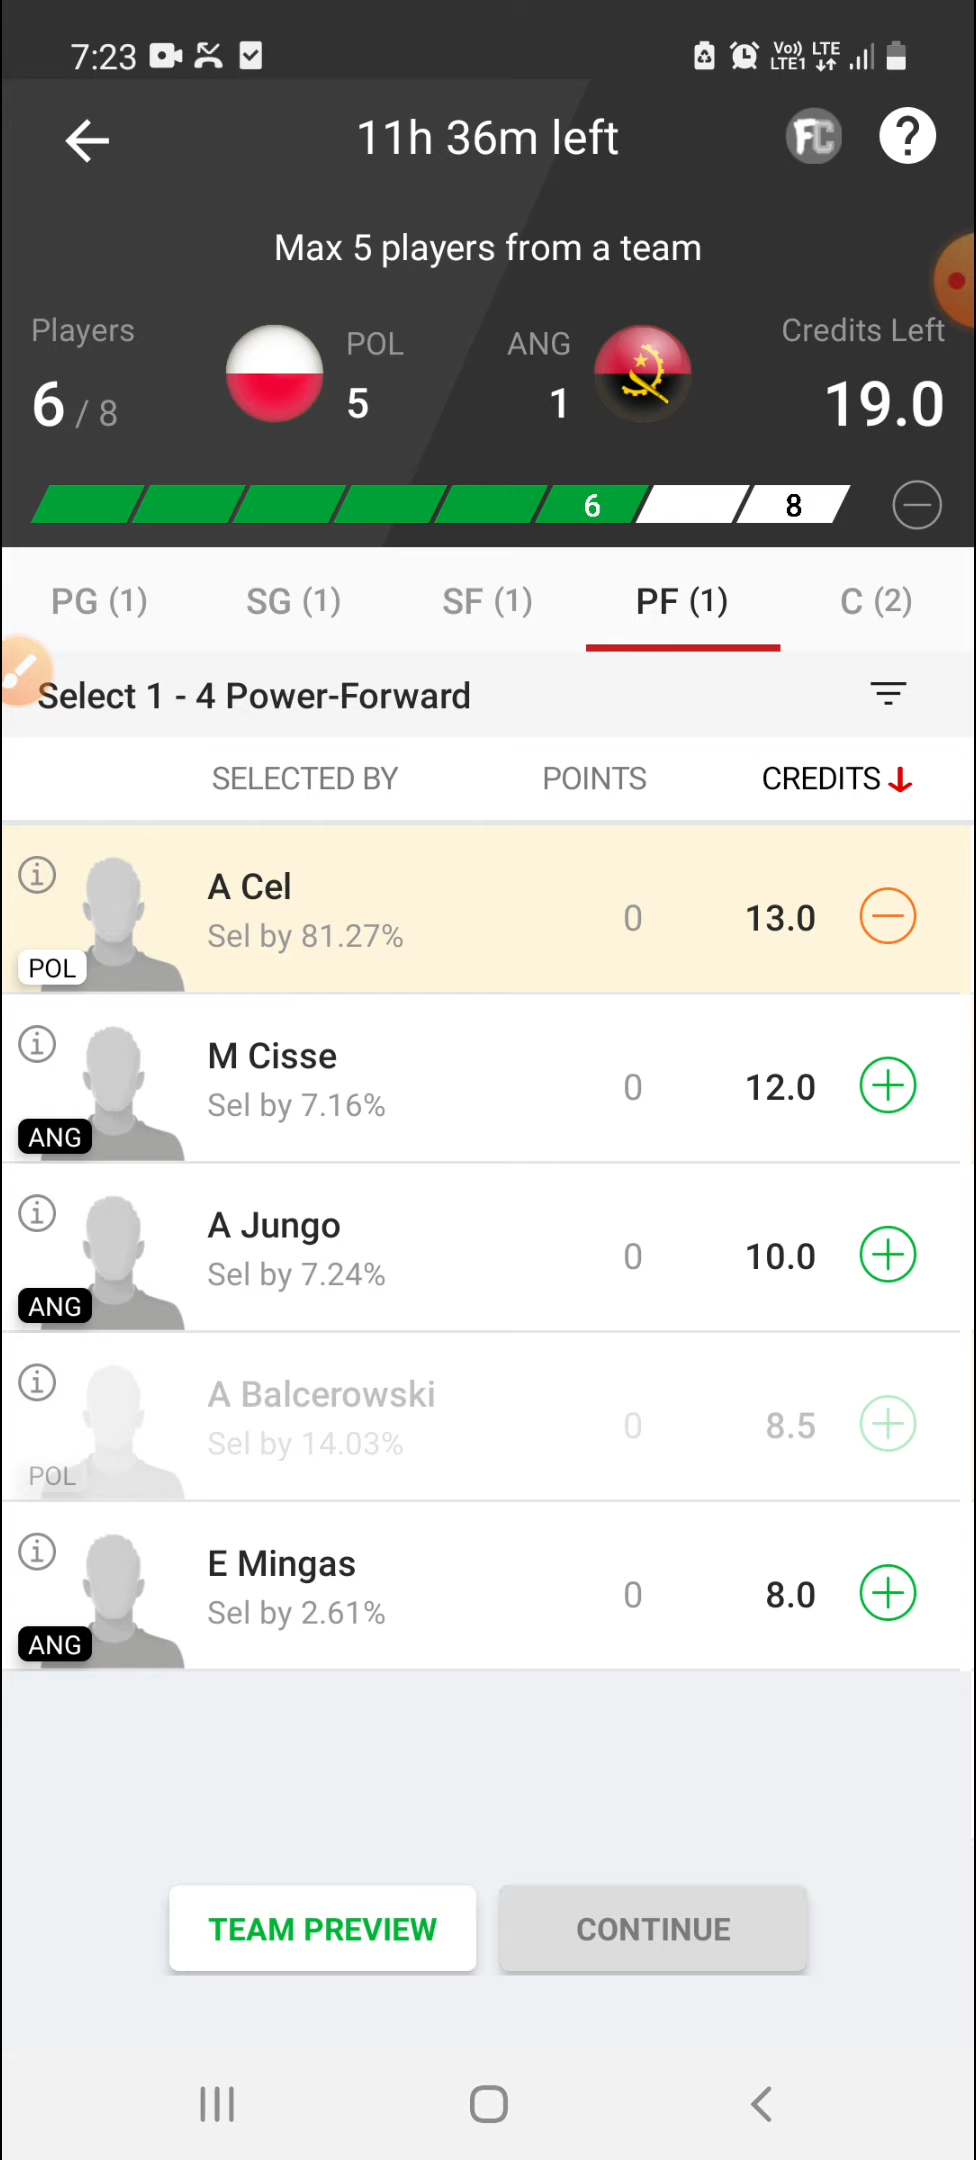 7:23 Vo)) LTE LTE1
11h 36m left FC ?
Max 5 players from a team
Players POL ANG Credits Left
6 / 8 5 1 19.0
6 8
PG (1) SG (1) SF (1) PF (1) C (2)
Select 1 - 4 Power-Forward
SELECTED BY POINTS CREDITS
A Cel
Sel by 81.27% 0 13.0
POL
M Cisse
Sel by 7.16% 0 12.0
ANG
A Jungo
Sel by 7.24% 0 10.0
ANG
A Balcerowski
Sel by 14.03% 0 8.5
POL
E Mingas
Sel by 2.61% 0 8.0
ANG
TEAM PREVIEW CONTINUE